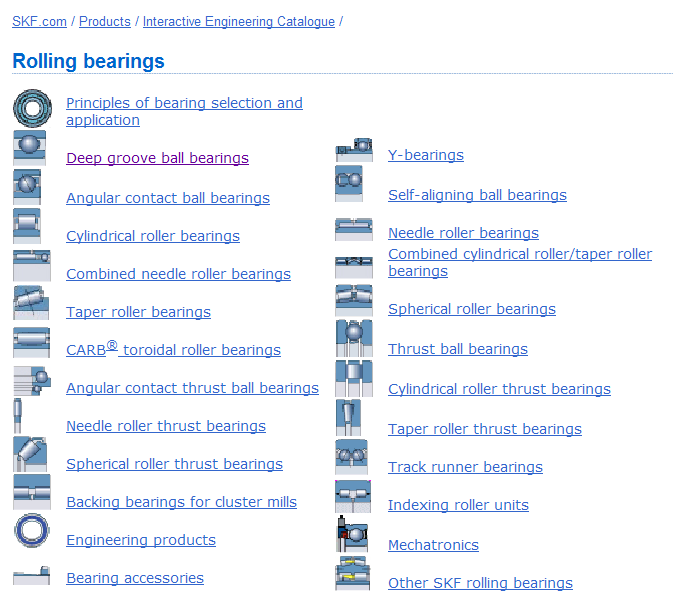 SKF.com / Products / Interactive Engineering Catalogue /
Rolling bearings
Principles of bearing selection and
application
Deep groove ball bearings
Y-bearings
Angular contact ball bearings
Self-aligning ball bearings
Cylindrical roller bearings
Needle roller bearings
Combined needle roller bearings
Combined cylindrical roller/taper roller
bearings
Taper roller bearings
Spherical roller bearings
CARB® toroidal roller bearings
Thrust ball bearings
Angular contact thrust ball bearings
Cylindrical roller thrust bearings
Needle roller thrust bearings
Taper roller thrust bearings
Spherical roller thrust bearings
Track runner bearings
Backing bearings for cluster mills
Indexing roller units
Engineering products
Mechatronics
Bearing accessories
Other SKF rolling bearings